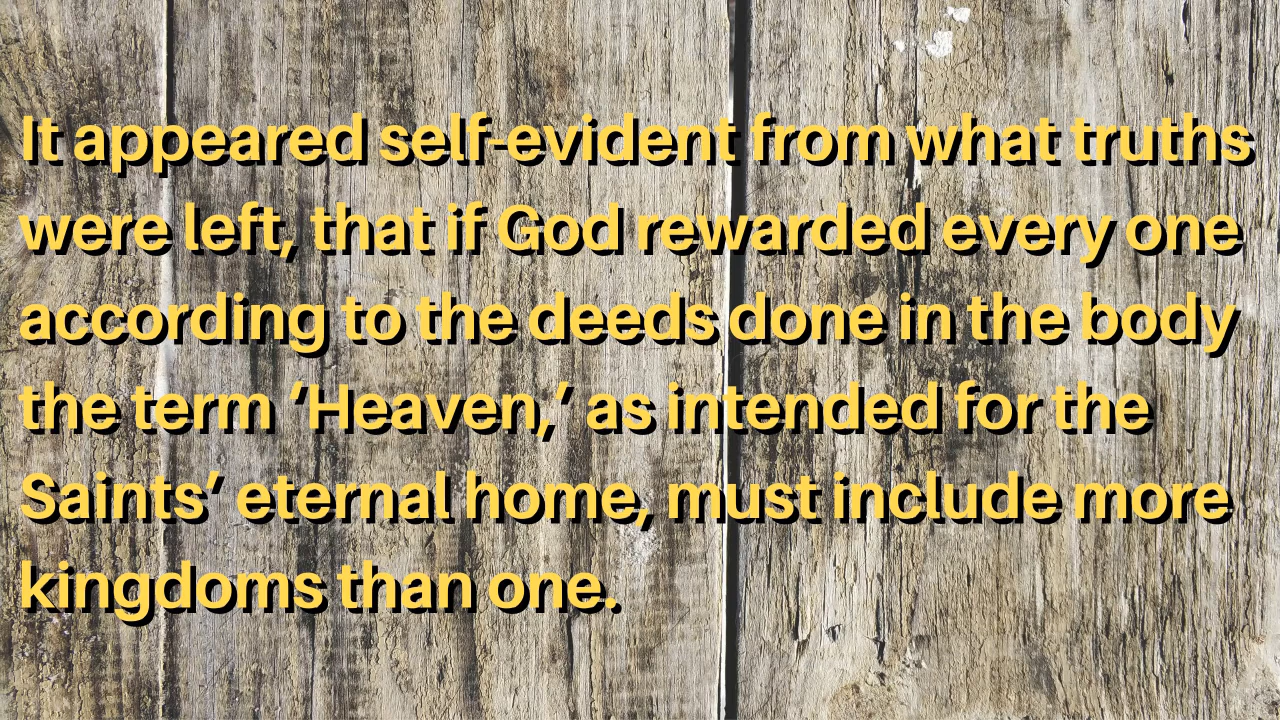 It appeared self-evident from what truths
were left, that if God rewarded every one
according to the deeds done in the body
the term ‘Heaven,’ as intended for the
Saints’ eternal home, must include more
kingdoms than one.